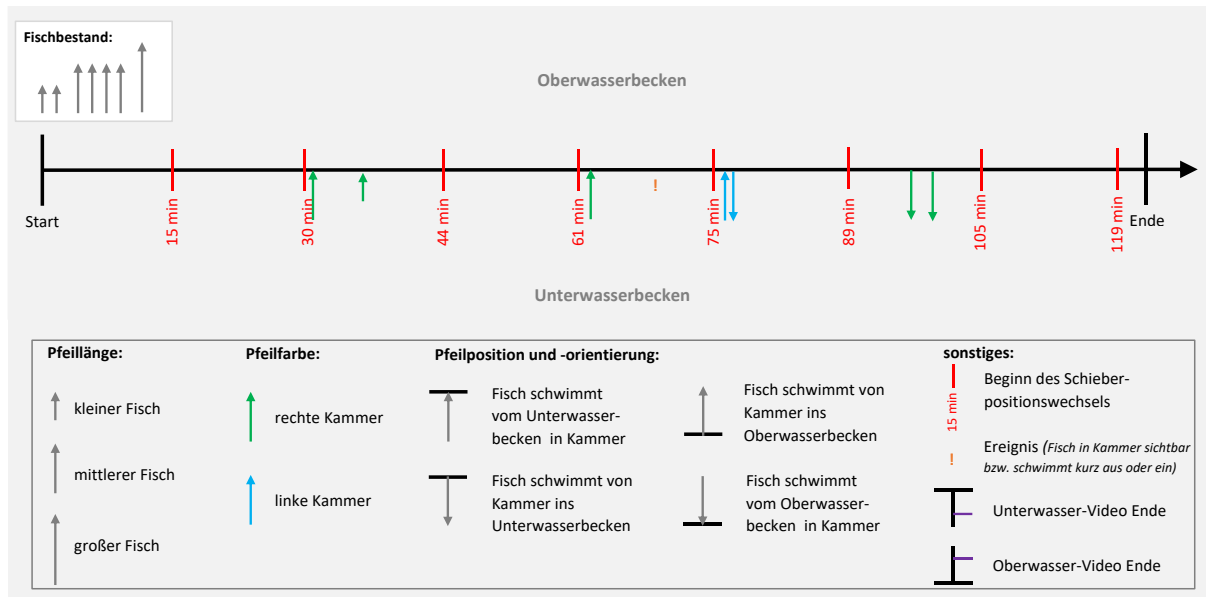 Fischbestand:
Oberwasserbecken
Start
15 min
30 min
44 min
61 min
!
75 min
89 min
105 min
119 min
Ende
Unterwasserbecken
Pfeillänge:
kleiner Fisch
mittlerer Fisch
großer Fisch
Pfeilfarbe:
rechte Kammer
linke Kammer
Pfeilposition und -orientierung:
Fisch schwimmt
vom Unterwasser-
becken in Kammer
Fisch schwimmt von
Kammer ins
Unterwasserbecken
Fisch schwimmt von
Kammer ins
Oberwasserbecken
Fisch schwimmt
vom Oberwasser-
becken in Kammer
sonstiges:
15 min
Beginn des Schieber-
positionswechsels
!
Ereignis (Fisch in Kammer sichtbar
bzw. schwimmt kurz aus oder ein)
Unterwasser-Video Ende
Oberwasser-Video Ende